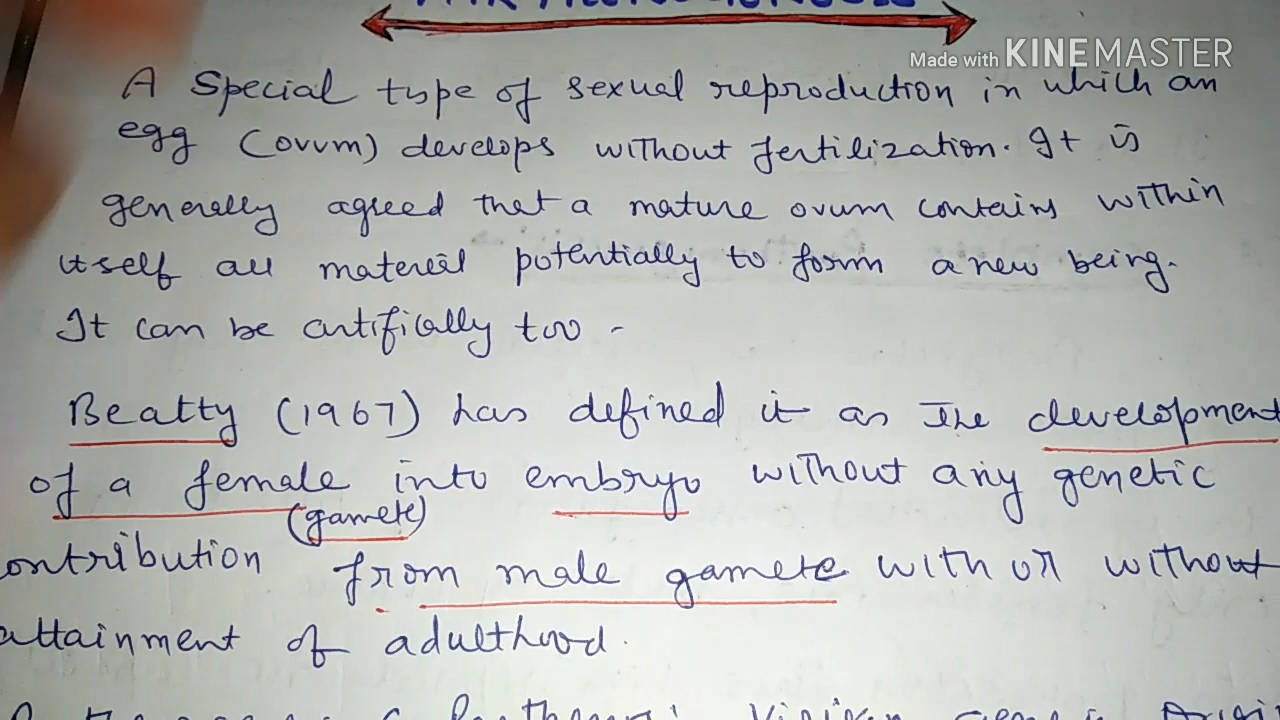 Made with KINEMASTER
A special type of sexual reproduction in which an
egg (ovum) develops without fertilization. It is
generally agreed that a mature ovum contains within
itself all material potentially to form a new being.
It can be artifically too -
Beatty (1967) has defined it as The development
of a female into embryo without any genetic
(gamete)
ontribution from male gamete with or without
attainment of adulthood.